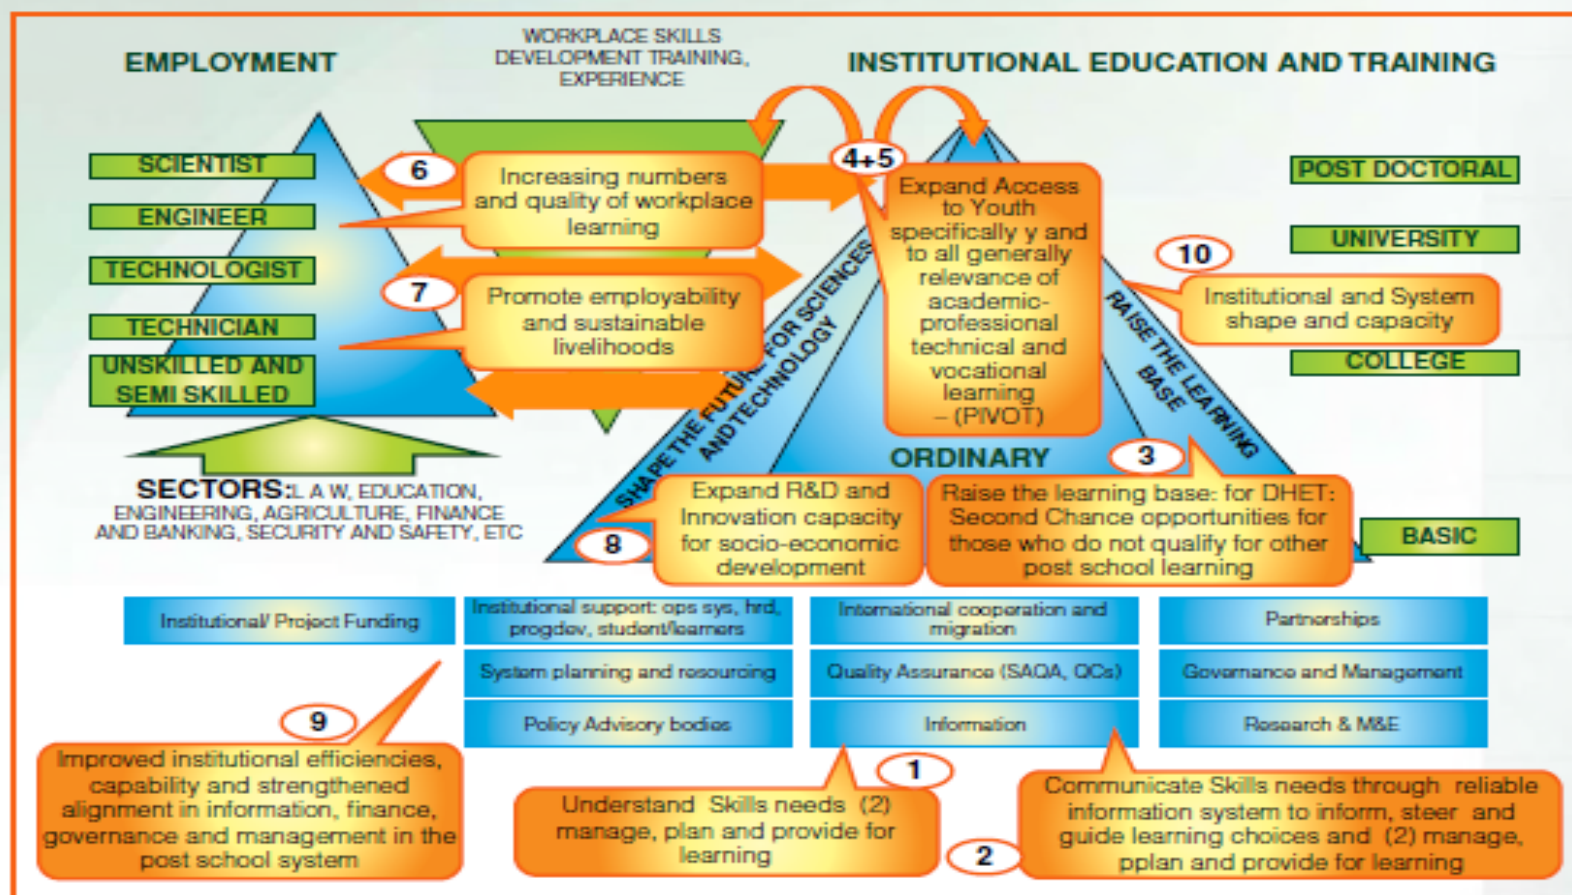 EMPLOYMENT
WORKPLACE SKILLS
DEVELOPMENT TRAINING,
EXPERIENCE
INSTITUTIONAL EDUCATION AND TRAINING
SCIENTIST
ENGINEER
TECHNOLOGIST
TECHNICIAN
UNSKILLED AND
SEMI SKILLED
6
Increasing numbers
and quality of workplace
learning
7
Promote employability
and sustainable
livelihoods
4+5
Expand Access
to Youth
specifically y and
to all generally
relevance of
academic-
professional
technical and
vocational
learning
– (PIVOT)
POST DOCTORAL
UNIVERSITY
10
Institutional and System
shape and capacity
COLLEGE
BASIC
SHAPE THE FUTURE FOR SCIENCES
AND TECHNOLOGY
RAISE THE LEARNING
BASE
ORDINARY
3
Raise the learning base: for DHET:
Second Chance opportunities for
those who do not qualify for other
post school learning
8
Expand R&D and
Innovation capacity
for socio-economic
development
SECTORS:L A W, EDUCATION,
ENGINEERING, AGRICULTURE, FINANCE
AND BANKING, SECURITY AND SAFETY, ETC
Institutional/ Project Funding
Institutional support: ops sys, hrd,
progdev, student/learners
International cooperation and
migration
Partnerships
System planning and resourcing
Quality Assurance (SAQA, QCs)
Governance and Management
Policy Advisory bodies
Information
Research & M&E
9
Improved institutional efficiencies,
capability and strengthened
alignment in information, finance,
governance and management in the
post school system
1
Understand Skills needs (2)
manage, plan and provide for
learning
2
Communicate Skills needs through reliable
information system to inform, steer and
guide learning choices and (2) manage,
pplan and provide for learning